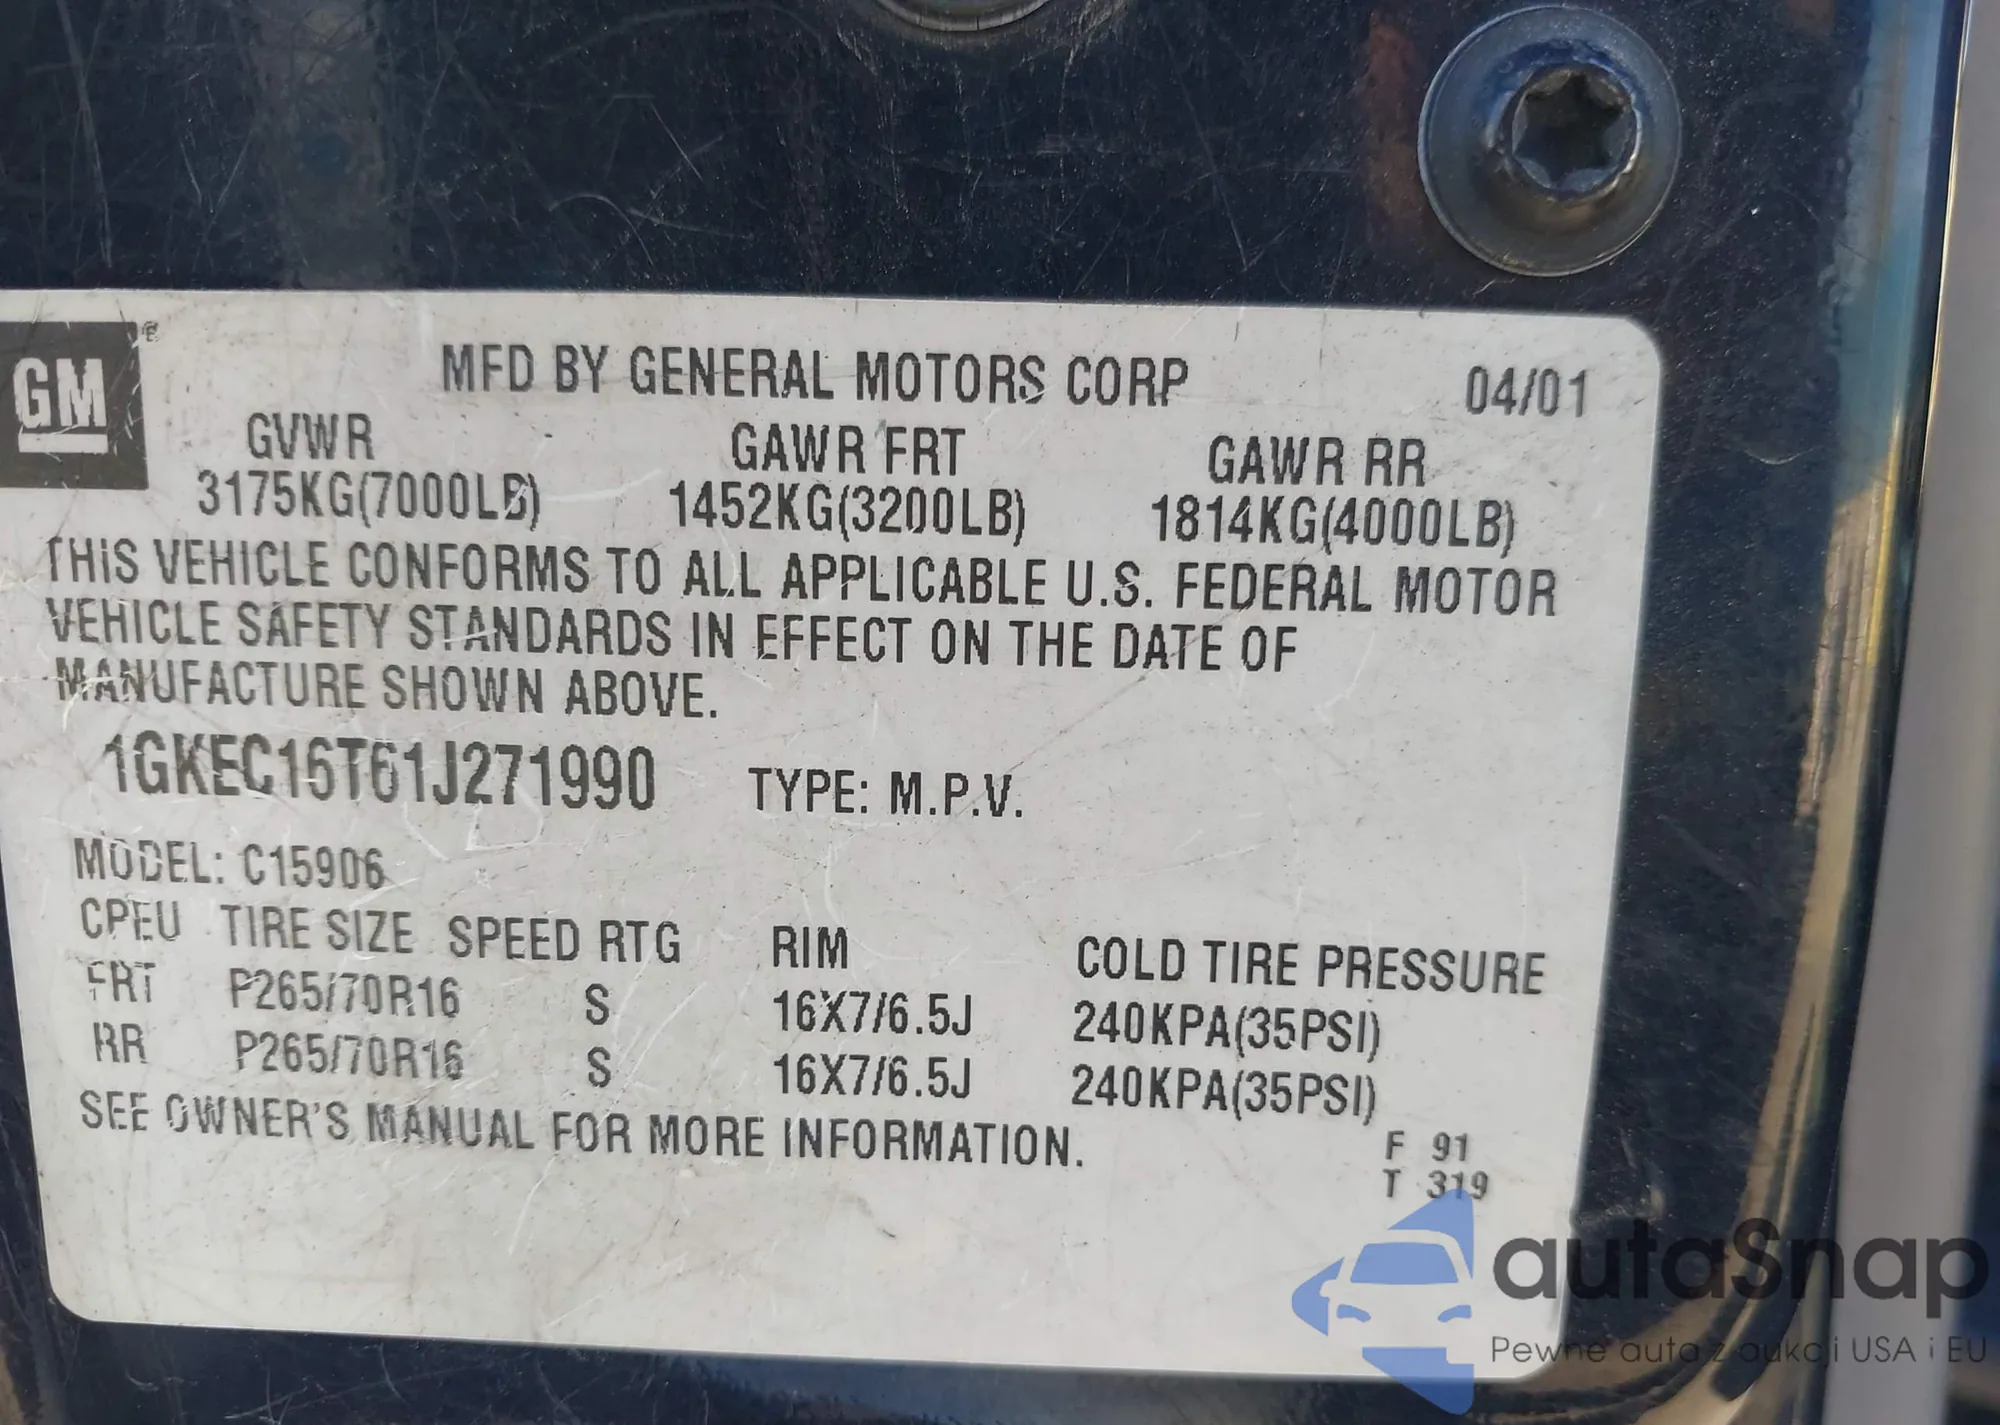 GM®
MFD BY GENERAL MOTORS CORP 04/01
GVWR GAWR FRT GAWR RR
3175KG(7000LB) 1452KG(3200LB) 1814KG(4000LB)
THIS VEHICLE CONFORMS TO ALL APPLICABLE U.S. FEDERAL MOTOR
VEHICLE SAFETY STANDARDS IN EFFECT ON THE DATE OF
MANUFACTURE SHOWN ABOVE.
1GKEC16T61J271990 TYPE: M.P.V.
MODEL: C15906
CPEU TIRE SIZE SPEED RTG RIM COLD TIRE PRESSURE
FRT P265/70R16 S 16X7/6.5J 240KPA(35PSI)
RR P265/70R16 S 16X7/6.5J 240KPA(35PSI)
SEE OWNER'S MANUAL FOR MORE INFORMATION.
F 91
T 319
autaSnap
Pewne auta z aukcji USA i EU